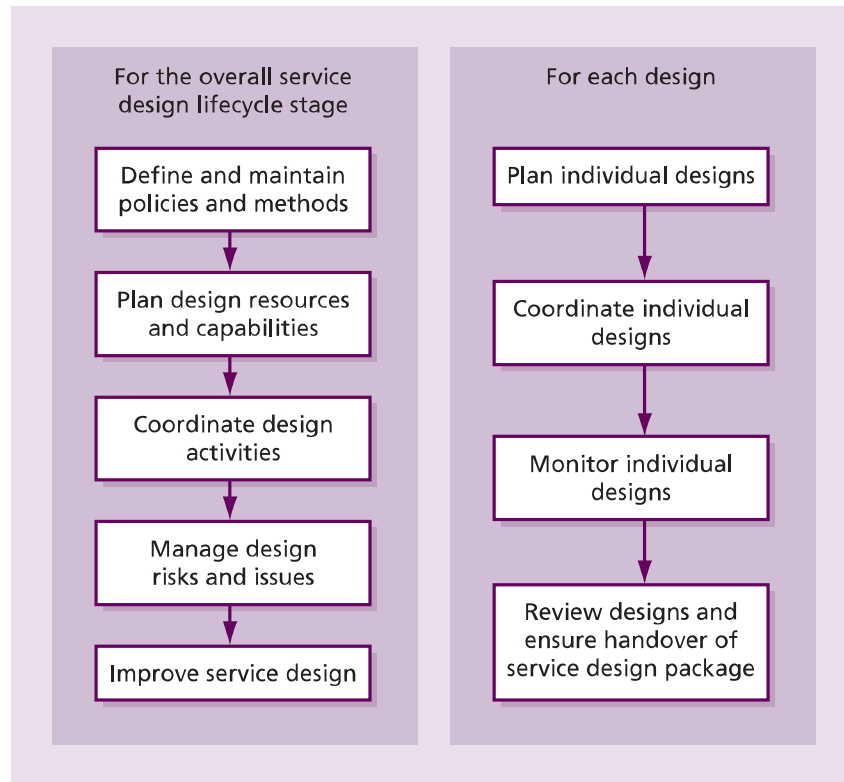 For the overall service
design lifecycle stage
Define and maintain
policies and methods
Plan design resources
and capabilities
Coordinate design
activities
Manage design
risks and issues
Improve service design
For each design
Plan individual designs
Coordinate individual
designs
Monitor individual
designs
Review designs and
ensure handover of
service design package